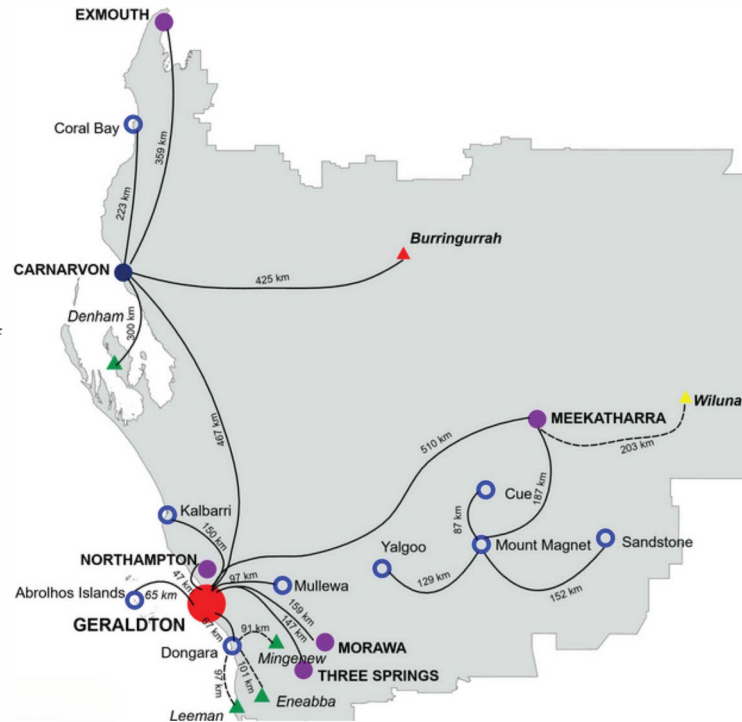 EXMOUTH
Coral Bay
359 km
223 km
Burringurrah
CARNARVON
425 km
Denham
300 km
Wiluna
MEEKATHARRA
467 km
510 km
203 km
187 km
Cue
Kalbarri
87 km
150 km
Yalgoo
Mount Magnet
Sandstone
NORTHAMPTON
47 km
97 km
Mullewa
129 km
152 km
Abrolhos Islands
65 km
159 km
GERALDTON
67 km
147 km
91 km
MORAWA
Dongara
Mingenew
THREE SPRINGS
97 km
101 km
Eneabba
Leeman